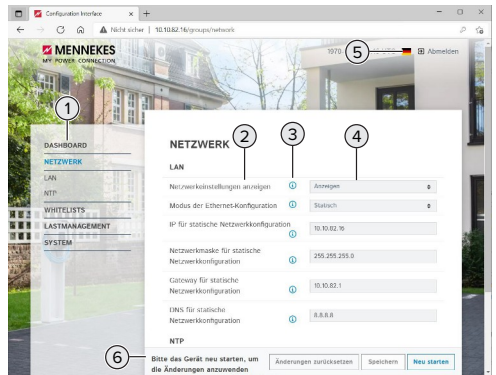 Configuration Interface
Nicht sicher | 10.10.82.16/groups/network
MENNEKES
MY POWER CONNECTION
1970-
5
Abmelden
1
2
3
4
DASHBOARD
NETZWERK
LAN
NTP
WHITELISTS
LASTMANAGEMENT
SYSTEM
NETZWERK
LAN
Netzwerkeinstellungen anzeigen
Anzeigen
Modus der Ethernet-Konfiguration
Statisch
IP für statische Netzwerkkonfiguration
10.10.82.16
Netzwerkmaske für statische
Netzwerkkonfiguration
255.255.255.0
Gateway für statische
Netzwerkkonfiguration
10.10.82.1
DNS für statische
Netzwerkkonfiguration
8.8.8.8
NTP
6
Bitte das Gerät neu starten, um
die Änderungen anzuwenden
Änderungen zurücksetzen
Speichern
Neu starten